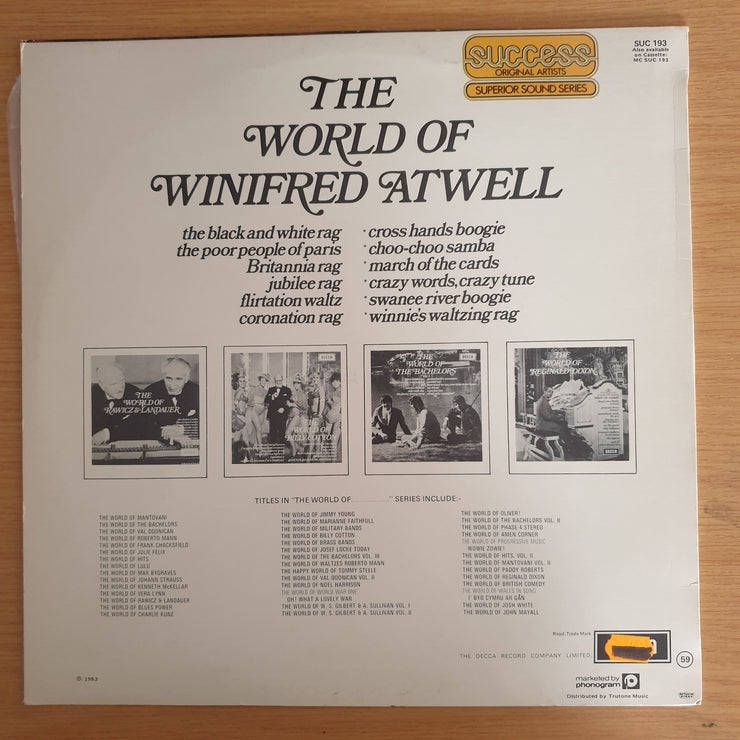 success
ORIGINAL ARTISTS
SUPERIOR SOUND SERIES
SUC 193
Also available
on Cassette:
MC SUC 193
THE
WORLD OF
WINIFRED ATWELL
the black and white rag
the poor people of paris
Britannia rag
jubilee rag
flirtation waltz
coronation rag
· cross hands boogie
· choo-choo samba
· march of the cards
· crazy words, crazy tune
· swanee river boogie
· winnie's waltzing rag
THE
WORLD OF
RAWICZ & LANDAUER
DECCA
THE
WORLD OF
BILLY COTTON
DECCA
THE
WORLD OF
THE BACHELORS
THE
WORLD OF
REGINALD DIXON
DECCA
TITLES IN "THE WORLD OF.................." SERIES INCLUDE:-
THE WORLD OF MANTOVANI
THE WORLD OF THE BACHELORS
THE WORLD OF VAL DOONICAN
THE WORLD OF ROBERTO MANN
THE WORLD OF FRANK CHACKSFIELD
THE WORLD OF JULIE FELIX
THE WORLD OF HITS
THE WORLD OF LULU
THE WORLD OF MAX BYGRAVES
THE WORLD OF JOHANN STRAUSS
THE WORLD OF KENNETH McKELLAR
THE WORLD OF VERA LYNN
THE WORLD OF RAWICZ & LANDAUER
THE WORLD OF BLUES POWER
THE WORLD OF CHARLIE KUNZ
THE WORLD OF JIMMY YOUNG
THE WORLD OF MARIANNE FAITHFULL
THE WORLD OF MILITARY BANDS
THE WORLD OF BILLY COTTON
THE WORLD OF BRASS BANDS
THE WORLD OF JOSEF LOCKE TODAY
THE WORLD OF THE BACHELORS VOL. III
THE WORLD OF WALTZES ROBERTO MANN
THE HAPPY WORLD OF TOMMY STEELE
THE WORLD OF VAL DOONICAN VOL. II
THE WORLD OF NOEL HARRISON
THE WORLD OF WORLD WAR ONE
OH! WHAT A LOVELY WAR
THE WORLD OF W. S. GILBERT & A. SULLIVAN VOL. I
THE WORLD OF W. S. GILBERT & A. SULLIVAN VOL. II
THE WORLD OF OLIVER!
THE WORLD OF THE BACHELORS VOL. II
THE WORLD OF PHASE 4 STEREO
THE WORLD OF AMEN CORNER
THE WORLD OF PROGRESSIVE MUSIC
WOWIE ZOWIE!
THE WORLD OF HITS, VOL. II
THE WORLD OF MANTOVANI VOL. II
THE WORLD OF PADDY ROBERTS
THE WORLD OF REGINALD DIXON
THE WORLD OF BRITISH COMEDY
THE WORLD OF WALES IN SONG
I' BYD CYMRU AR GÂN
THE WORLD OF JOSH WHITE
THE WORLD OF JOHN MAYALL
Regd. Trade Mark
THE DECCA RECORD COMPANY LIMITED.
59
℗ 1983
marketed by
phonogram
Distributed by Trutone Music